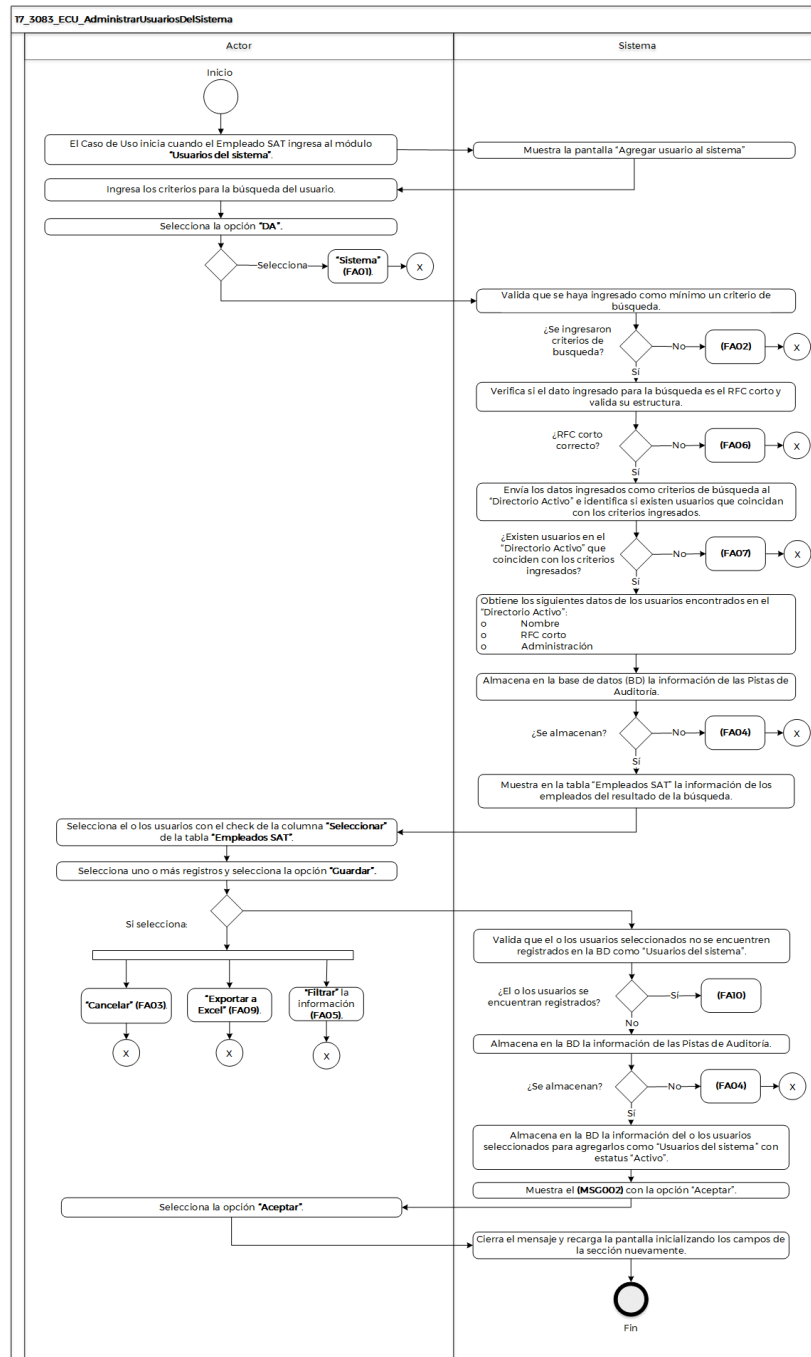 17_3083_ECU_AdministrarUsuariosDelSistema
Actor
Sistema
Inicio
El Caso de Uso inicia cuando el Empleado SAT ingresa al módulo
"Usuarios del sistema".
Muestra la pantalla "Agregar usuario al sistema"
Ingresa los criterios para la búsqueda del usuario.
Selecciona la opción "DA".
Selecciona
"Sistema"
(FA01).
X
Valida que se haya ingresado como mínimo un criterio de
búsqueda.
¿Se ingresaron
criterios de
busqueda?
No
(FA02)
X
Sí
Verifica si el dato ingresado para la búsqueda es el RFC corto y
valida su estructura.
¿RFC corto
correcto?
No
(FA06)
X
Sí
Envía los datos ingresados como criterios de búsqueda al
"Directorio Activo" e identifica si existen usuarios que coincidan
con los criterios ingresados.
¿Existen usuarios en el
"Directorio Activo" que
coinciden con los criterios
ingresados?
No
(FA07)
X
Sí
Obtiene los siguientes datos de los usuarios encontrados en el
"Directorio Activo":
o Nombre
o RFC corto
o Administración
Almacena en la base de datos (BD) la información de las Pistas de
Auditoría.
¿Se almacenan?
No
(FA04)
X
Sí
Muestra en la tabla "Empleados SAT" la información de los
empleados del resultado de la búsqueda.
Selecciona el o los usuarios con el check de la columna "Seleccionar"
de la tabla "Empleados SAT".
Selecciona uno o más registros y selecciona la opción "Guardar".
Si selecciona:
"Cancelar" (FA03).
"Exportar a
Excel" (FA09).
"Filtrar" la
información
(FA05).
X
X
X
Valida que el o los usuarios seleccionados no se encuentren
registrados en la BD como "Usuarios del sistema".
¿El o los usuarios se
encuentran registrados?
Sí
(FA10)
No
Almacena en la BD la información de las Pistas de Auditoría.
¿Se almacenan?
No
(FA04)
X
Sí
Almacena en la BD la información del o los usuarios
seleccionados para agregarlos como "Usuarios del sistema" con
estatus "Activo".
Muestra el (MSG002) con la opción "Aceptar".
Selecciona la opción "Aceptar".
Cierra el mensaje y recarga la pantalla inicializando los campos de
la sección nuevamente.
Fin